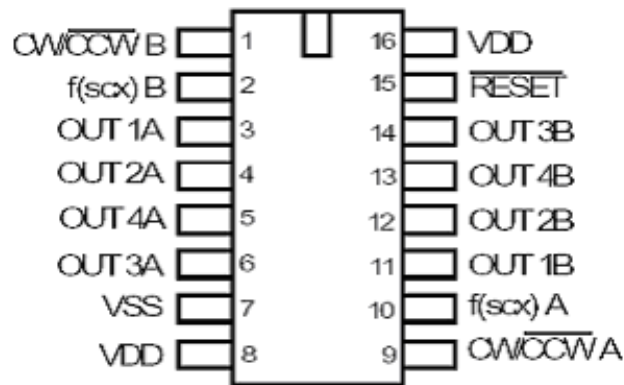 CW/CCW B 1 16 VDD
f(scx) B 2 15 RESET
OUT 1A 3 14 OUT 3B
OUT 2A 4 13 OUT 4B
OUT 4A 5 12 OUT 2B
OUT 3A 6 11 OUT 1B
VSS 7 10 f(scx) A
VDD 8 9 CW/CCW A